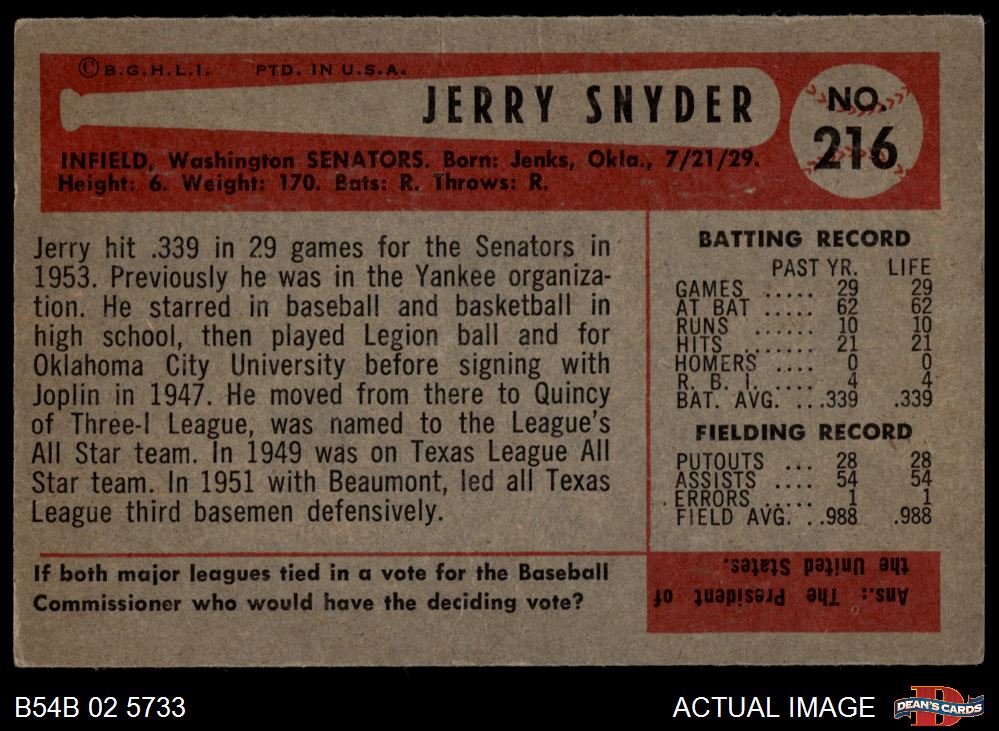 © B.G.H.L.I. PTD. IN U.S.A.
JERRY SNYDER
NO.
216
INFIELD, Washington SENATORS. Born: Jenks, Okla., 7/21/29.
Height: 6. Weight: 170. Bats: R. Throws: R.
Jerry hit .339 in 29 games for the Senators in
1953. Previously he was in the Yankee organiza-
tion. He starred in baseball and basketball in
high school, then played Legion ball and for
Oklahoma City University before signing with
Joplin in 1947. He moved from there to Quincy
of Three-I League, was named to the League's
All Star team. In 1949 was on Texas League All
Star team. In 1951 with Beaumont, led all Texas
League third basemen defensively.
BATTING RECORD
PAST YR. LIFE
GAMES ..... 29 29
AT BAT ..... 62 62
RUNS ...... 10 10
HITS ....... 21 21
HOMERS .... 0 0
R. B. I. .... 4 4
BAT. AVG. ...339 .339
FIELDING RECORD
PUTOUTS ... 28 28
ASSISTS .... 54 54
ERRORS ..... 1 1
FIELD AVG. ..988 .988
If both major leagues tied in a vote for the Baseball
Commissioner who would have the deciding vote?
Ans.: The President of
the United States.
B54B 02 5733
ACTUAL IMAGE
DEAN'S CARDS